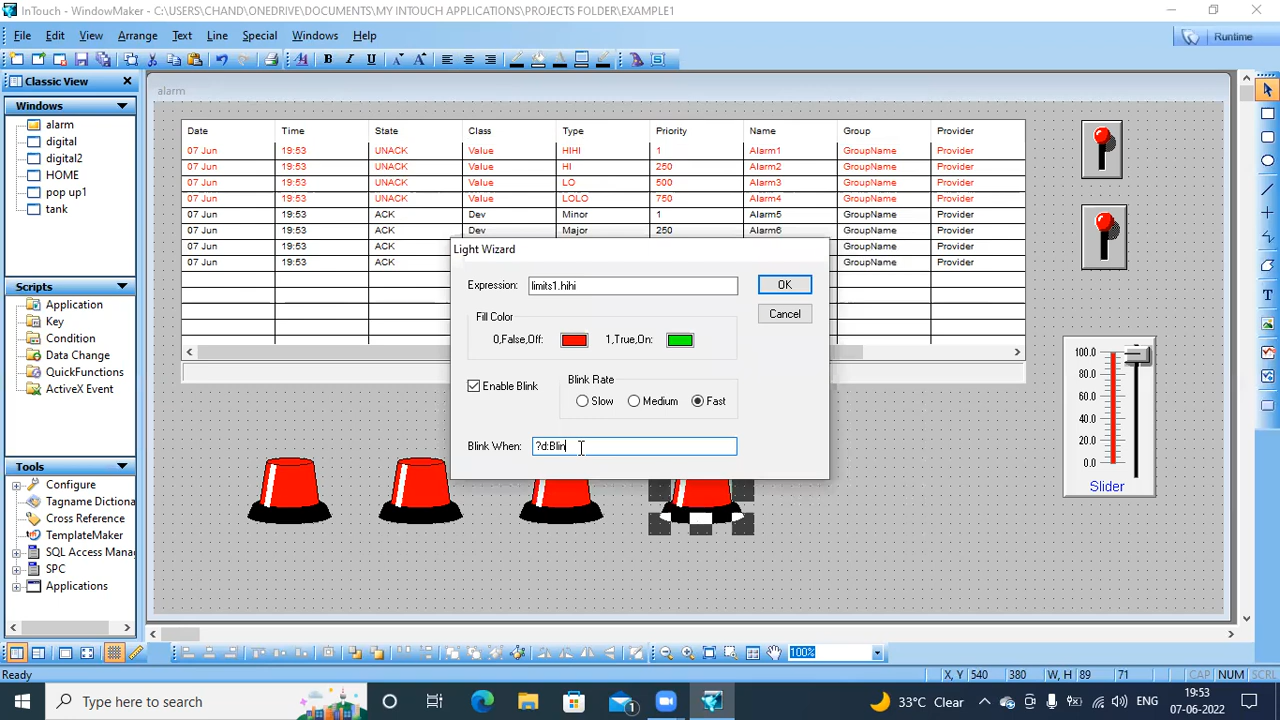 InTouch - WindowMaker - C:\USERS\CHAND\ONEDRIVE\DOCUMENTS\MY INTOUCH APPLICATIONS\PROJECTS FOLDER\EXAMPLE1
File Edit View Arrange Text Line Special Windows Help
Runtime
Classic View
Windows
alarm
digital
digital2
HOME
pop up1
tank
Scripts
Application
Key
Condition
Data Change
QuickFunctions
ActiveX Event
Tools
Configure
Tagname Dictiona
Cross Reference
TemplateMaker
SQL Access Mana
SPC
Applications
alarm
Date Time State Class Type Priority Name Group Provider
07 Jun 19:53 UNACK Value HIHI 1 Alarm1 GroupName Provider
07 Jun 19:53 UNACK Value HI 250 Alarm2 GroupName Provider
07 Jun 19:53 UNACK Value LO 500 Alarm3 GroupName Provider
07 Jun 19:53 UNACK Value LOLO 750 Alarm4 GroupName Provider
07 Jun 19:53 ACK Dev Minor 1 Alarm5 GroupName Provider
07 Jun 19:53 ACK Dev Major 250 Alarm6 GroupName Provider
07 Jun 19:53 ACK GroupName Provider
07 Jun 19:53 ACK GroupName Provider
Light Wizard
Expression: limits1.hihi OK
Cancel
Fill Color
0,False,Off: 1,True,On:
Enable Blink
Blink Rate
Slow Medium Fast
Blink When: ?d:Blin
100.0
80.0
60.0
40.0
20.0
0.0
Slider
100%
Ready
X, Y 540 380 W, H 89 71 CAP NUM SCRL
Type here to search
1
33°C Clear
ENG
19:53
07-06-2022